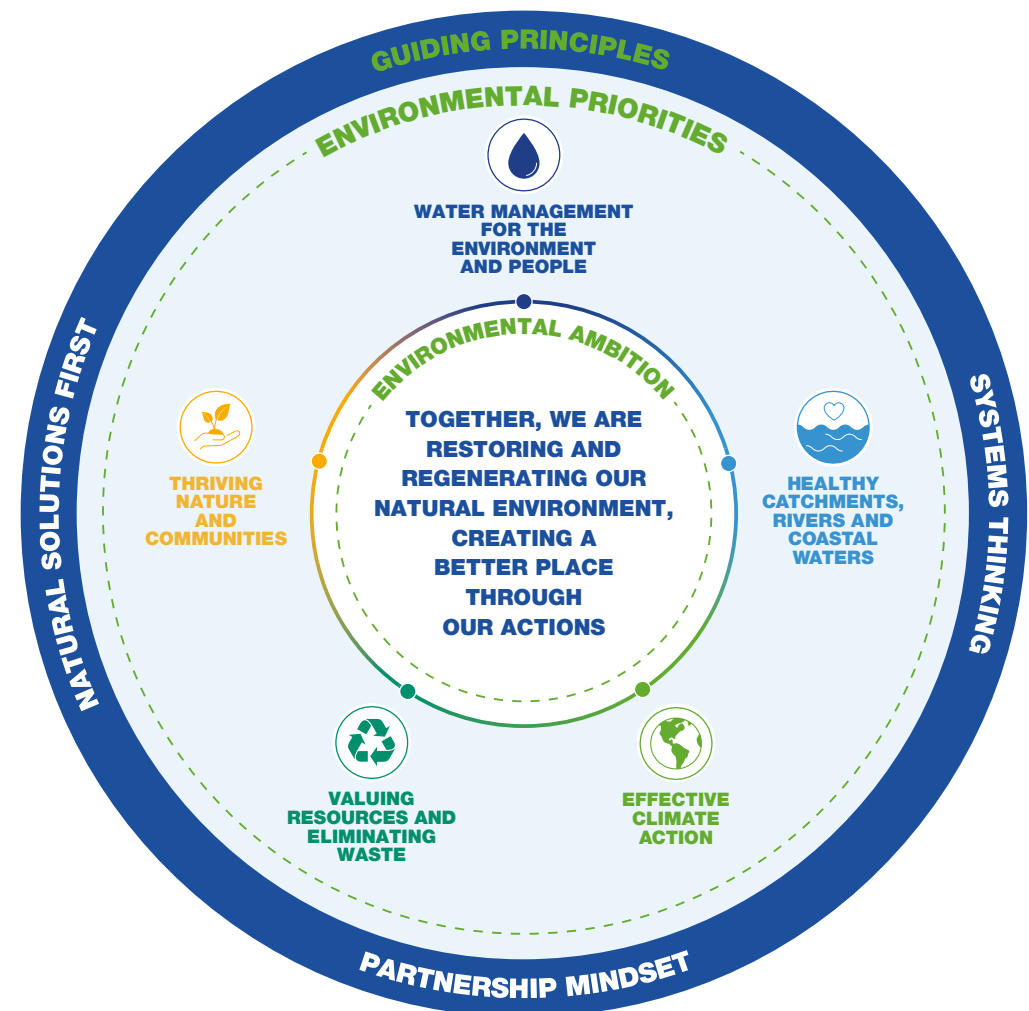 GUIDING PRINCIPLES
ENVIRONMENTAL PRIORITIES
WATER MANAGEMENT
FOR THE
ENVIRONMENT
AND PEOPLE
ENVIRONMENTAL AMBITION
TOGETHER, WE ARE
RESTORING AND
REGENERATING OUR
NATURAL ENVIRONMENT,
CREATING A
BETTER PLACE
THROUGH
OUR ACTIONS
NATURAL SOLUTIONS FIRST
THRIVING
NATURE
AND
COMMUNITIES
HEALTHY
CATCHMENTS,
RIVERS AND
COASTAL
WATERS
SYSTEMS THINKING
VALUING
RESOURCES AND
ELIMINATING
WASTE
EFFECTIVE
CLIMATE
ACTION
PARTNERSHIP MINDSET